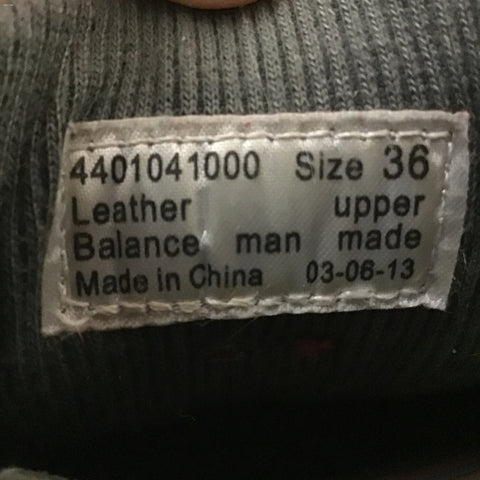 4401041000 Size 36
Leather upper
Balance man made
Made in China 03-06-13